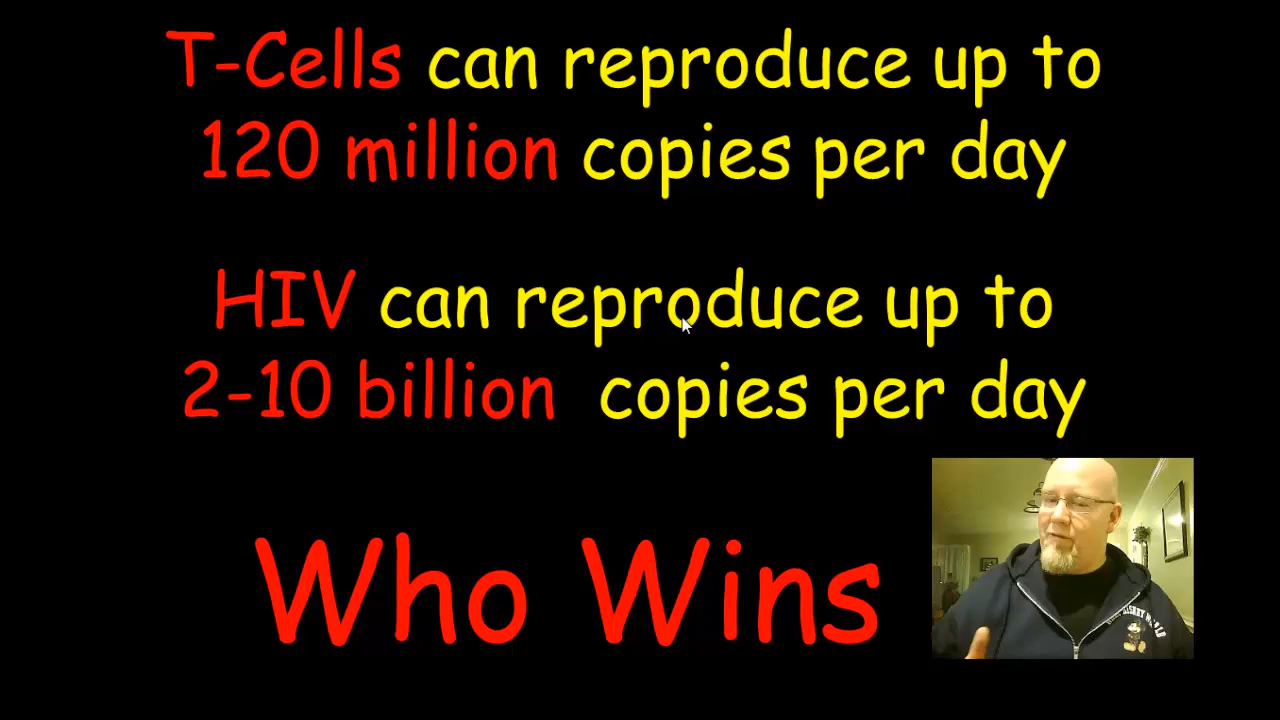 T-Cells can reproduce up to
120 million copies per day
HIV can reproduce up to
2-10 billion copies per day
Who Wins